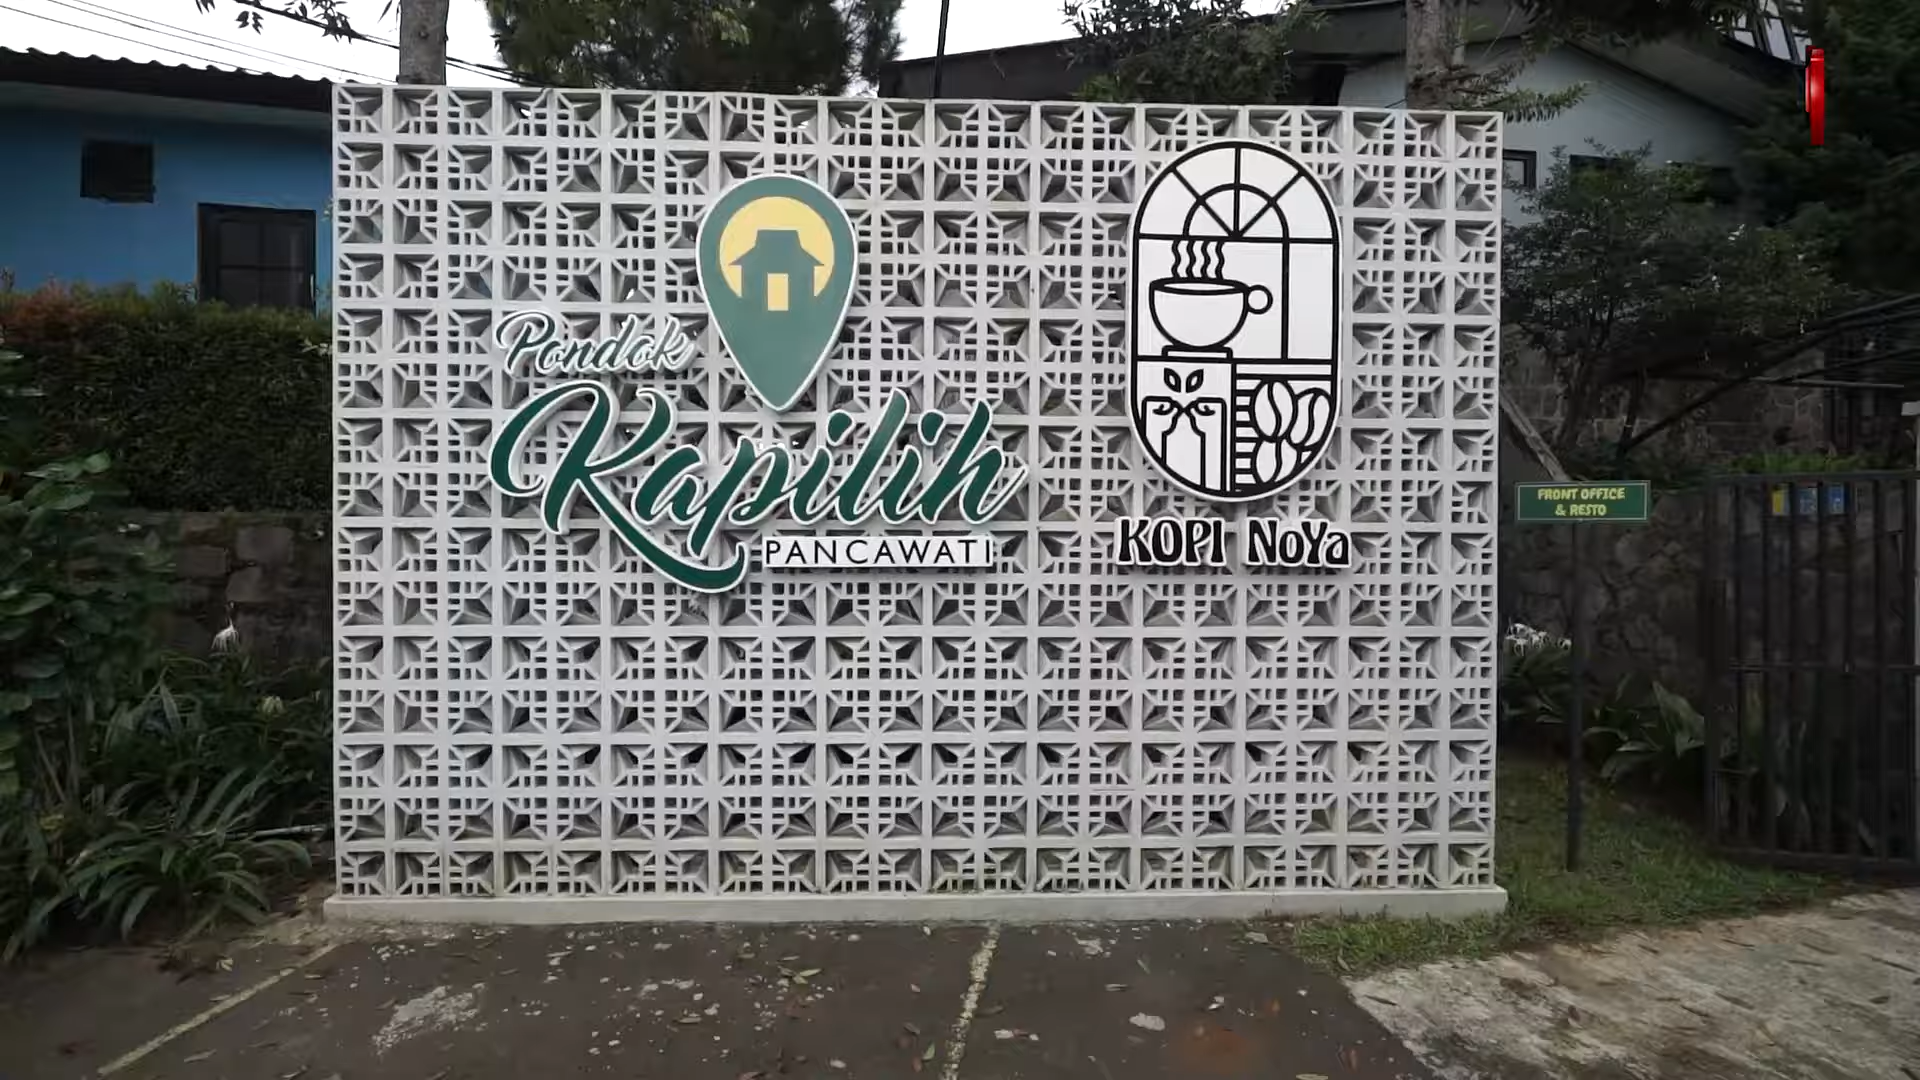 Pondok
Kapilih
PANCAWATI
KOPI NoYa
FRONT OFFICE
& RESTO